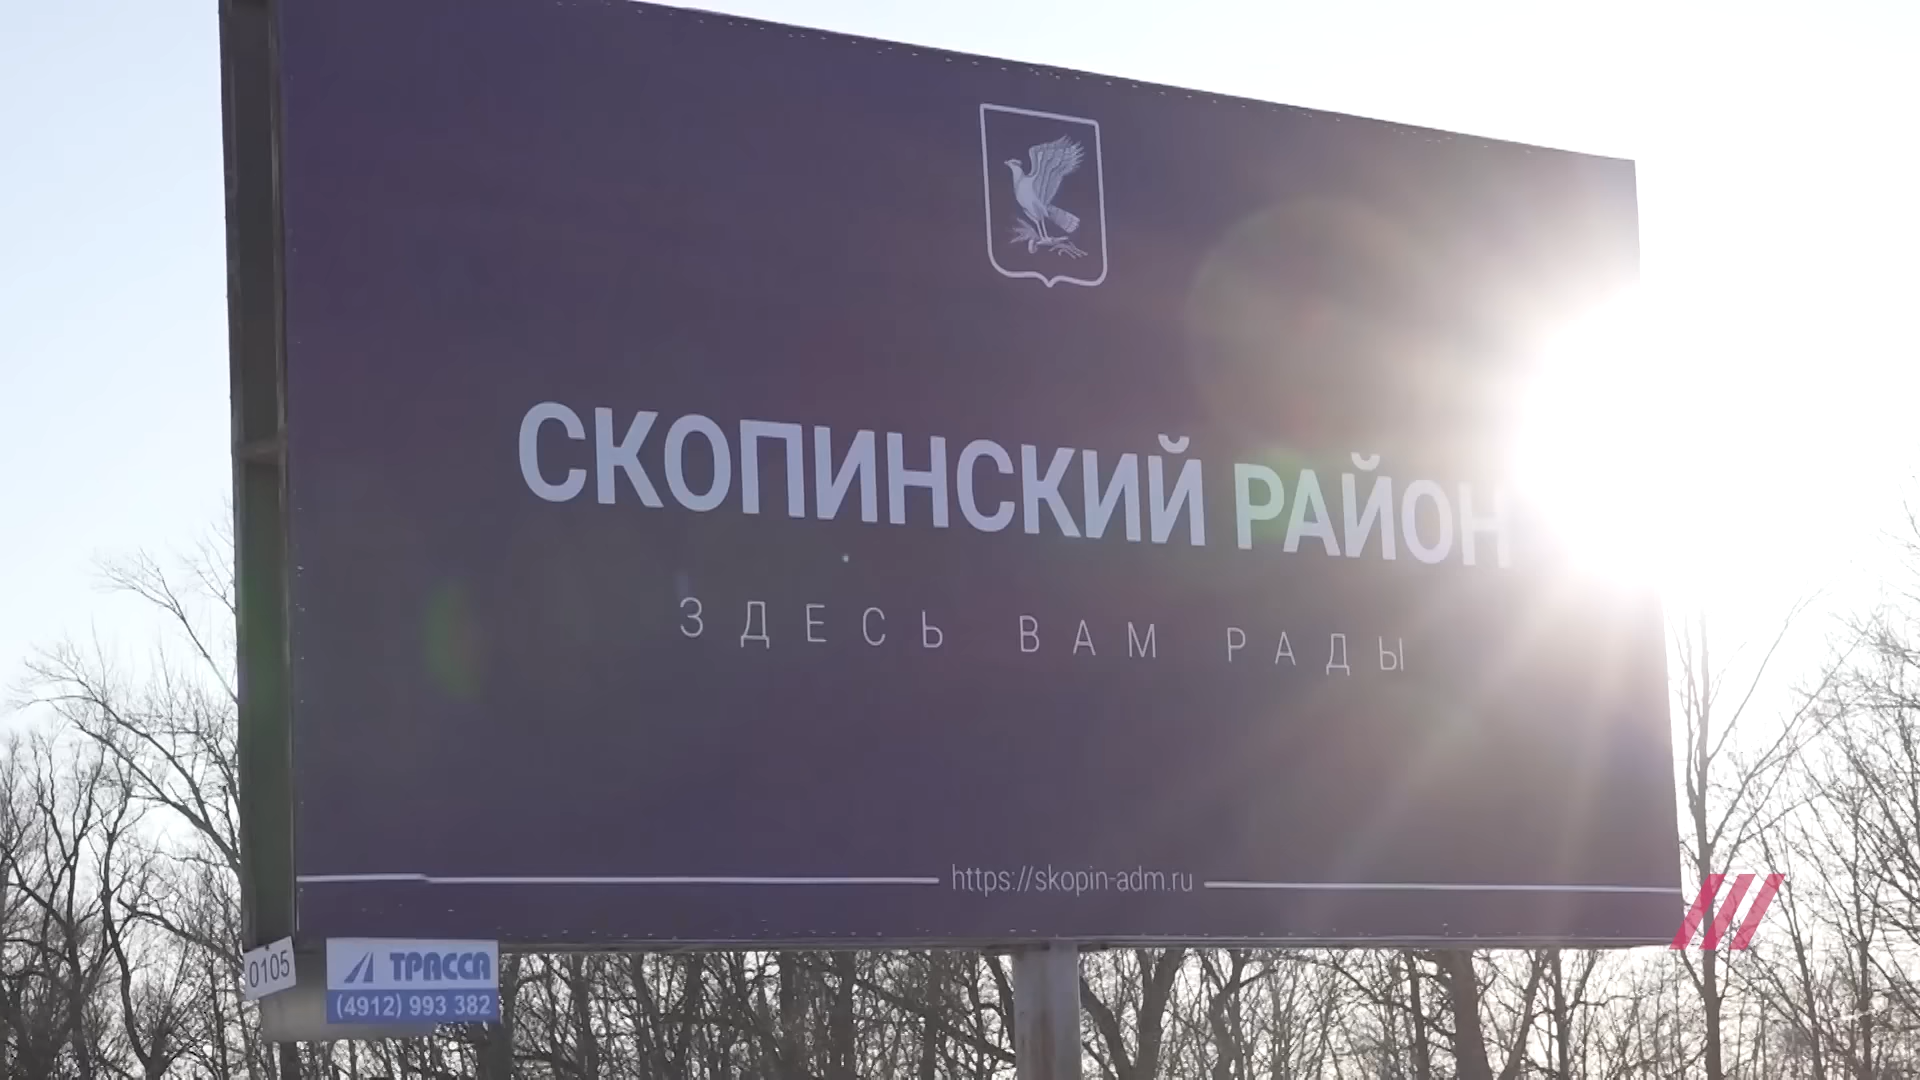 СКОПИНСКИЙ РАЙОН
ЗДЕСЬ ВАМ РАДЫ
https://skopin-adm.ru
0105
ТРАССА
(4912) 993 382